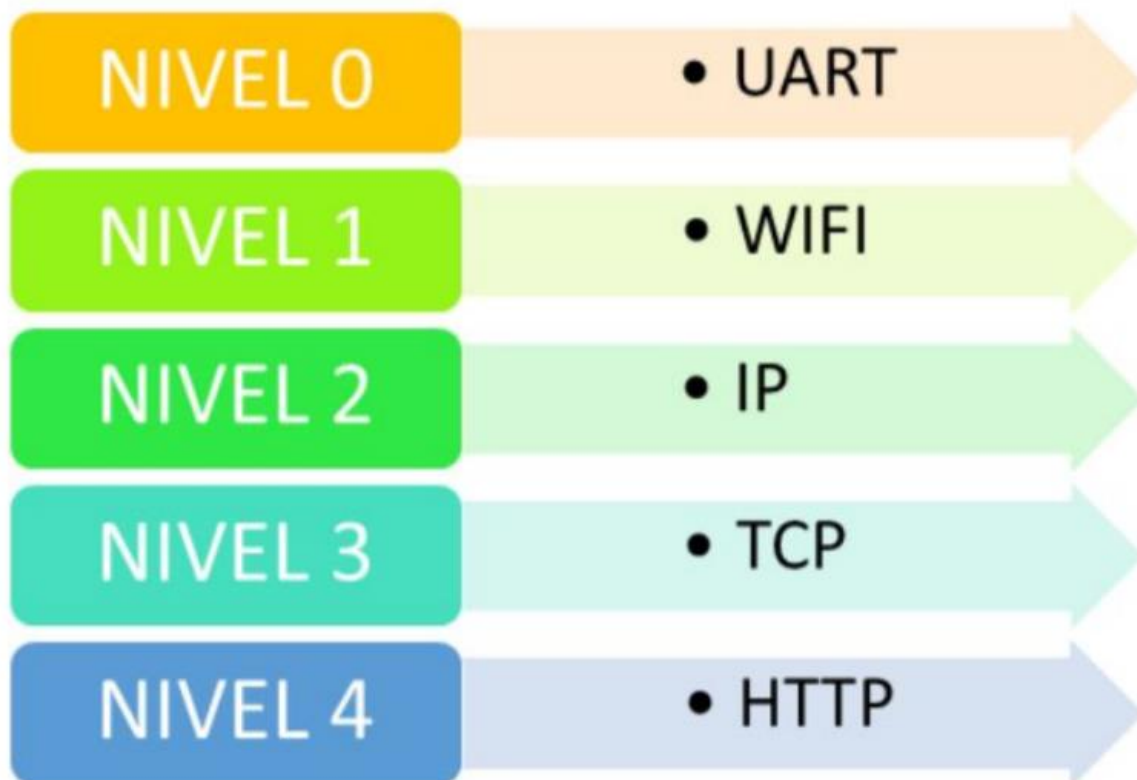 NIVEL 0
• UART
NIVEL 1
• WIFI
NIVEL 2
• IP
NIVEL 3
• TCP
NIVEL 4
• HTTP